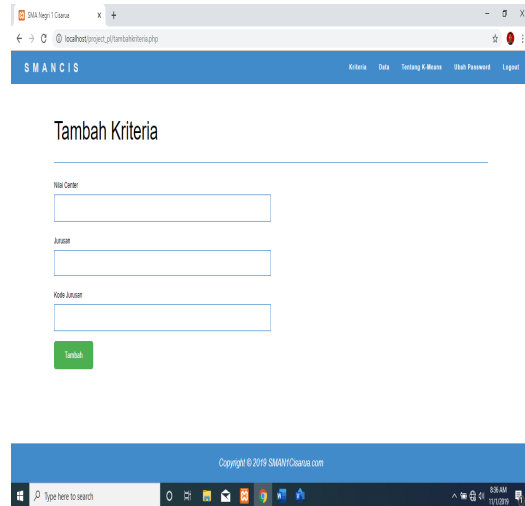 SMA Negri 1 Cisarua
localhost/project_pl/tambahkriteria.php
SMANCIS
Kriteria Data Tentang K-Means Ubah Password Logout
Tambah Kriteria
Nilai Center
Jurusan
Kode Jurusan
Tambah
Copyright © 2019 SMAN1Cisarua.com
Type here to search
8:36 AM
11/1/2019